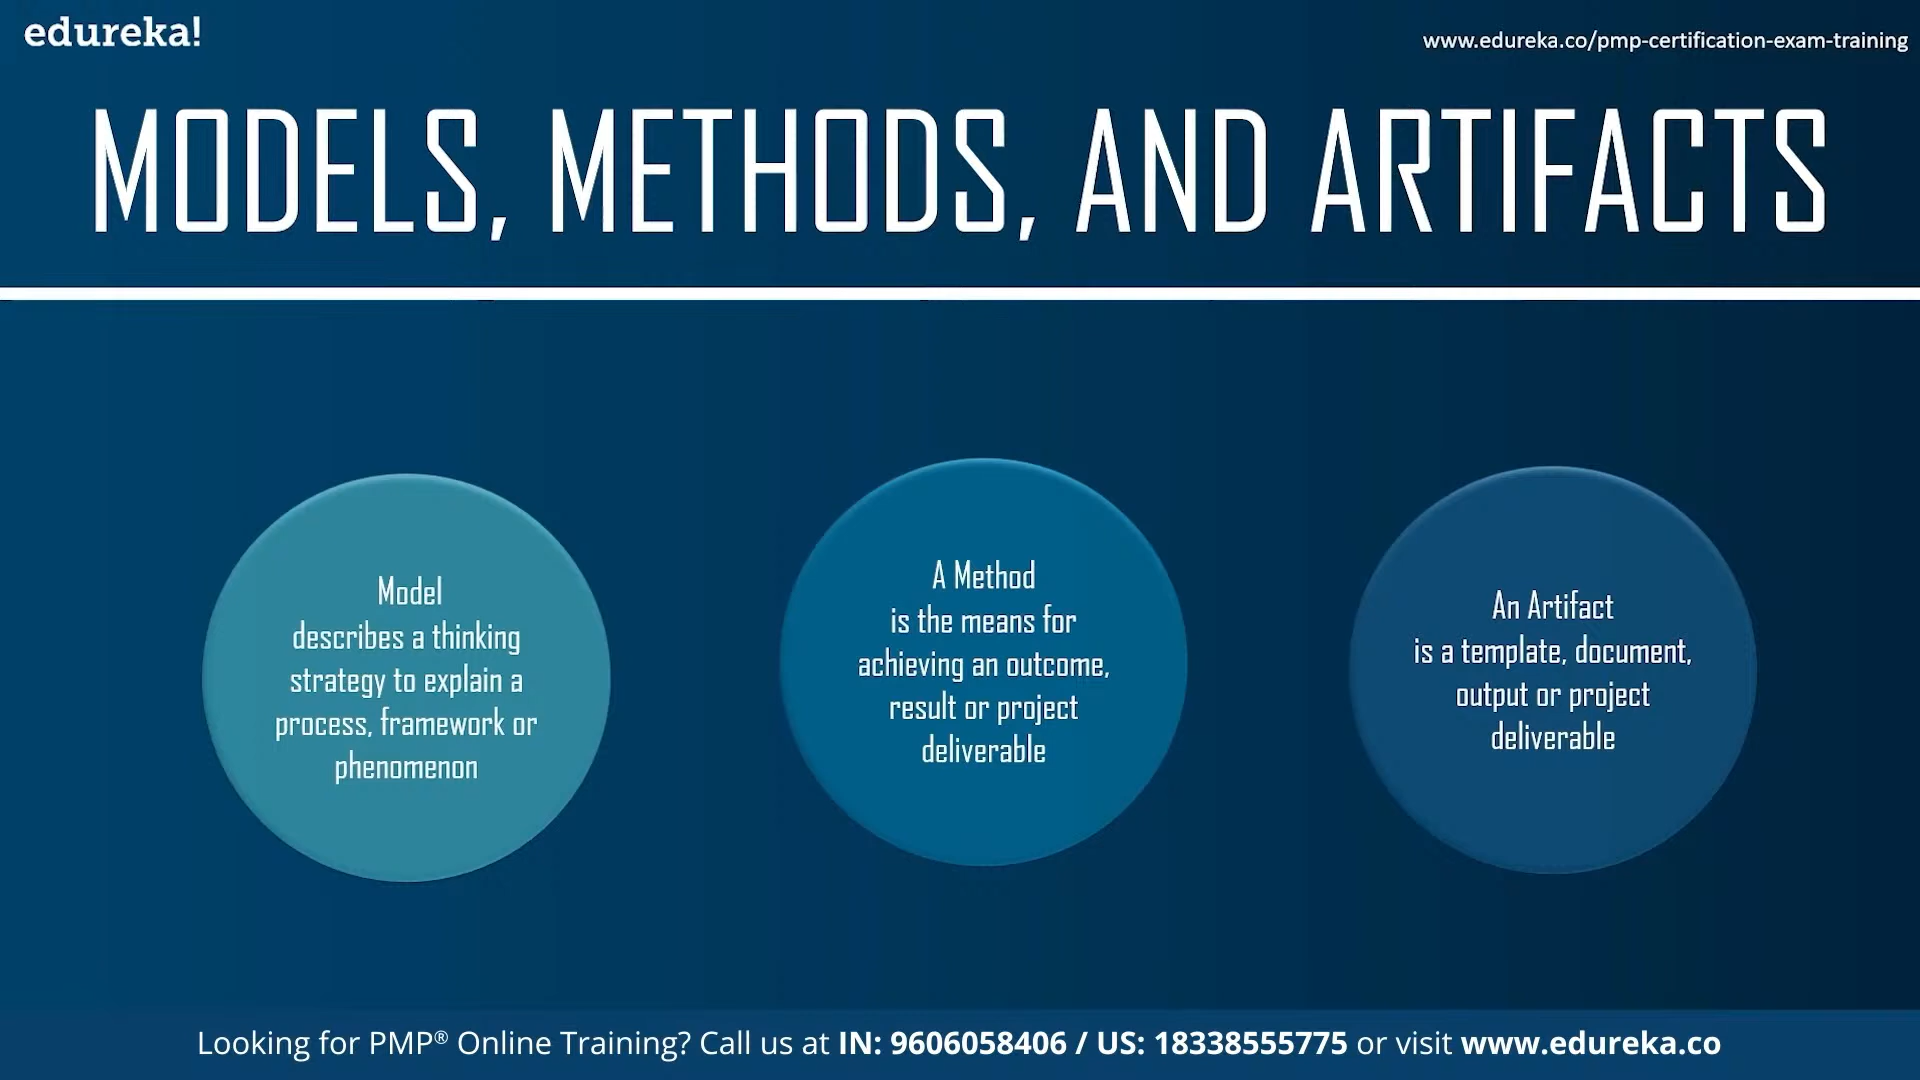 edureka!
www.edureka.co/pmp-certification-exam-training
MODELS, METHODS, AND ARTIFACTS
Model
describes a thinking
strategy to explain a
process, framework or
phenomenon
A Method
is the means for
achieving an outcome,
result or project
deliverable
An Artifact
is a template, document,
output or project
deliverable
Looking for PMP® Online Training? Call us at IN: 9606058406 / US: 18338555775 or visit www.edureka.co